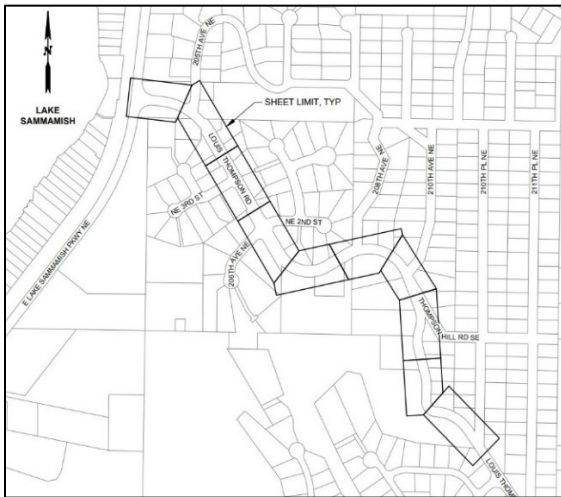 N
LAKE
SAMMAMISH
205TH AVE NE
SHEET LIMIT, TYP
LOUIS THOMPSON RD
NE 3RD ST
NE 2ND ST
206TH AVE NE
208TH AVE NE
210TH AVE NE
210TH PL NE
211TH PL NE
E LAKE SAMMAMISH PKWY NE
THOMPSON HILL RD SE
LOUIS THOM